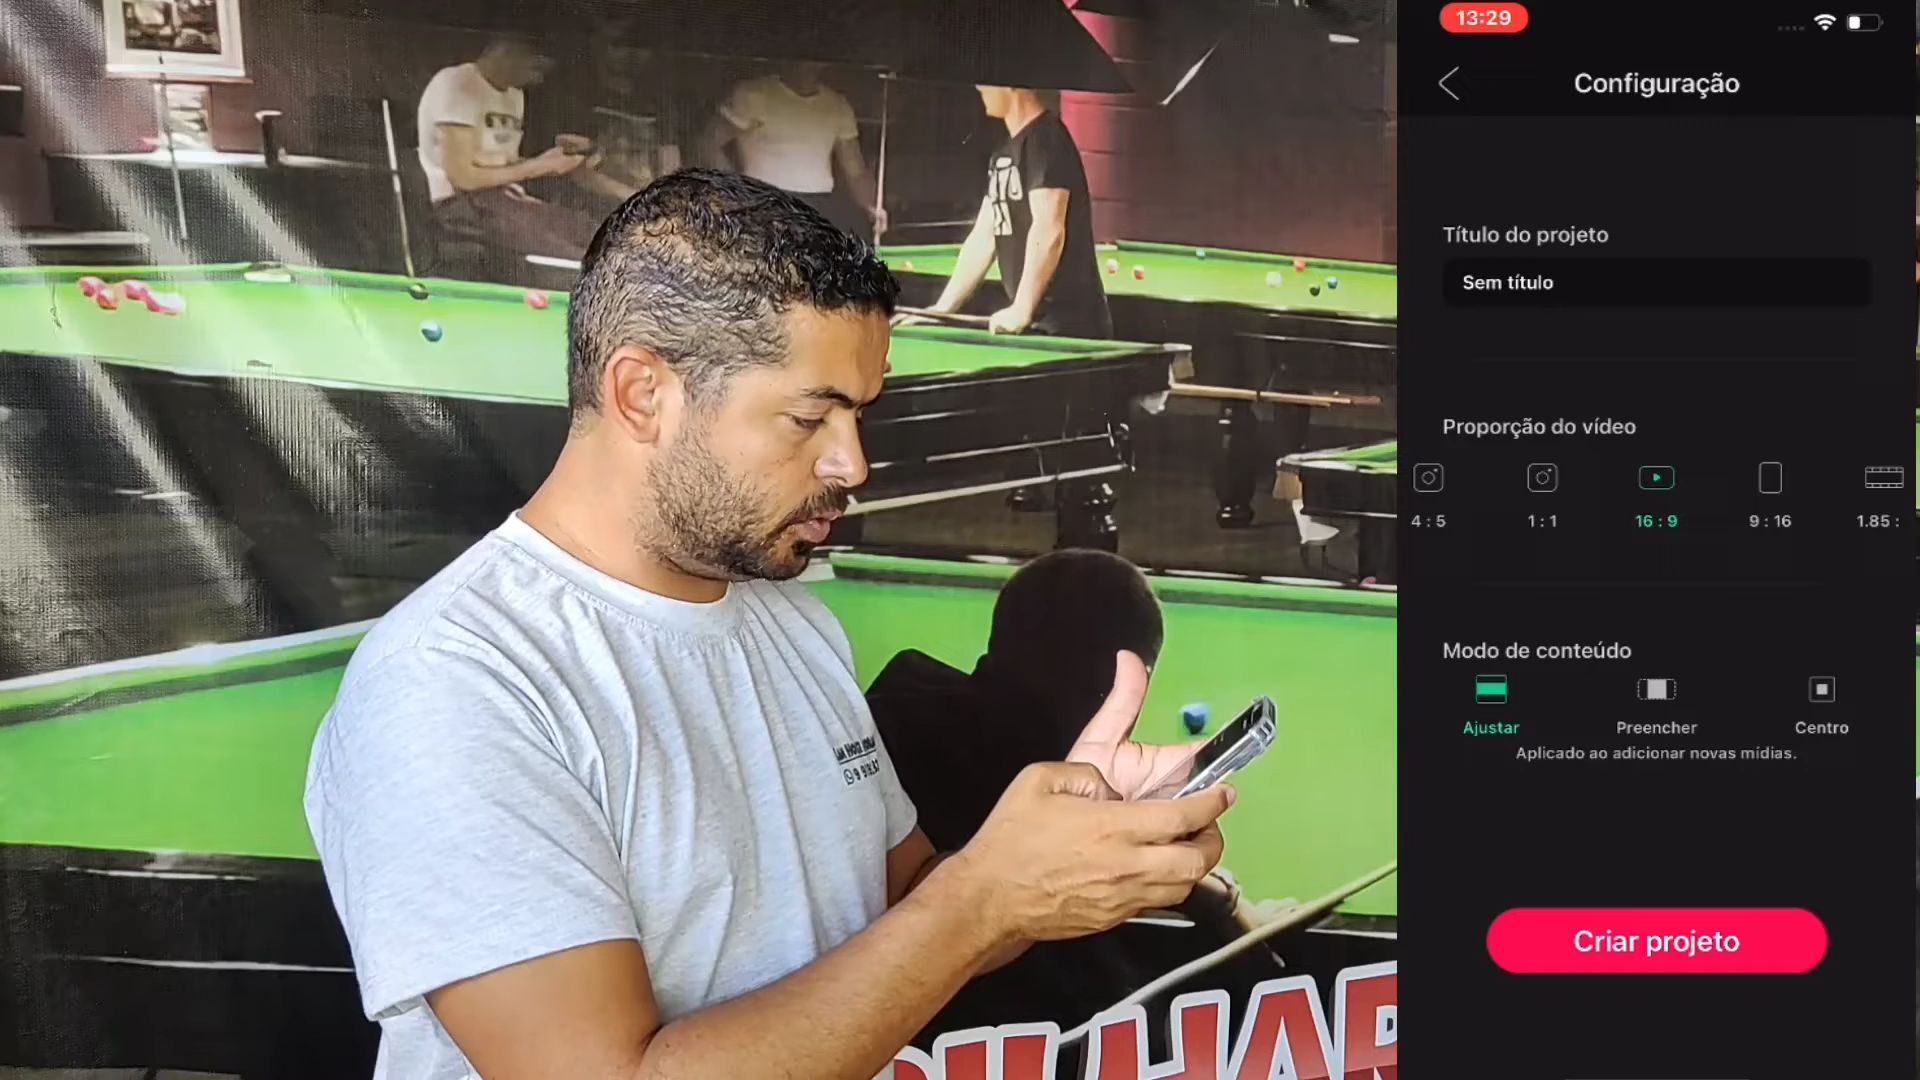 13:29
Configuração
Título do projeto
Sem título
Proporção do vídeo
4 : 5
1 : 1
16 : 9
9 : 16
1.85 :
Modo de conteúdo
Ajustar
Preencher
Centro
Aplicado ao adicionar novas mídias.
Criar projeto